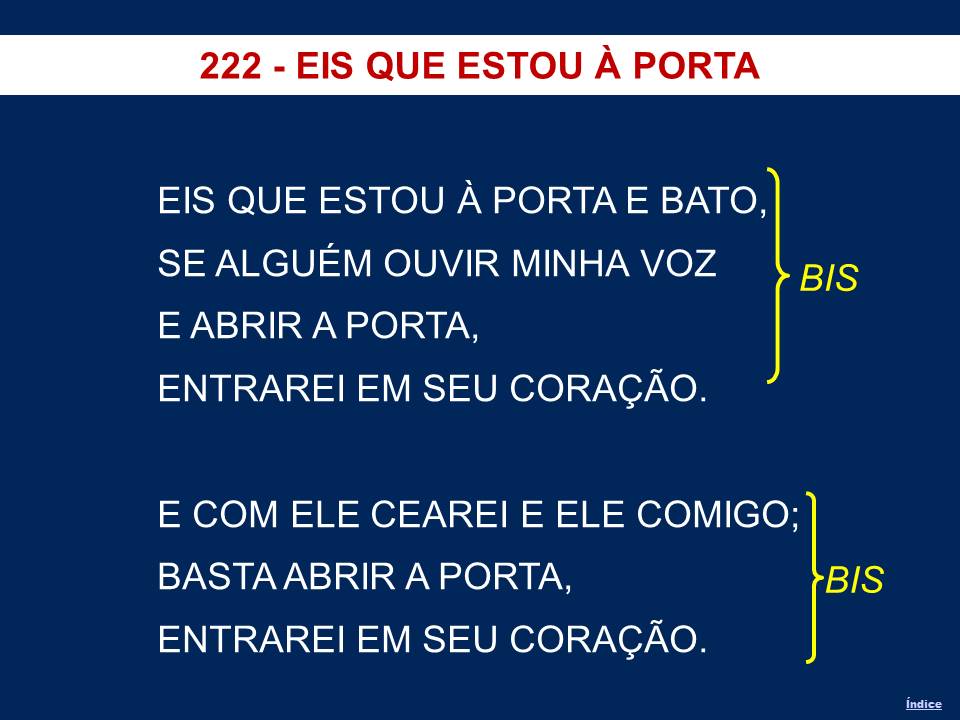 222 - EIS QUE ESTOU À PORTA
EIS QUE ESTOU À PORTA E BATO,
SE ALGUÉM OUVIR MINHA VOZ
E ABRIR A PORTA,
ENTRAREI EM SEU CORAÇÃO.
BIS
E COM ELE CEAREI E ELE COMIGO;
BASTA ABRIR A PORTA,
ENTRAREI EM SEU CORAÇÃO.
BIS
Índice